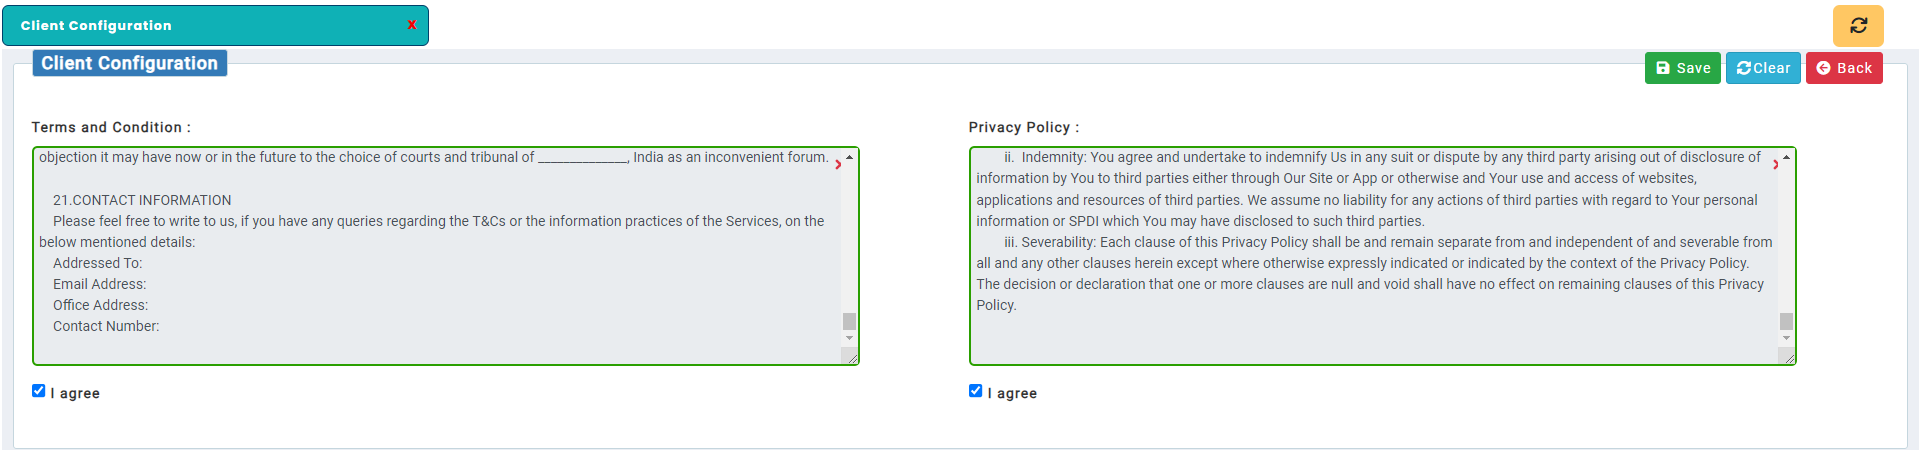 Client Configuration x
Client Configuration
Save Clear Back
Terms and Condition :
objection it may have now or in the future to the choice of courts and tribunal of ____________, India as an inconvenient forum.
21.CONTACT INFORMATION
Please feel free to write to us, if you have any queries regarding the T&Cs or the information practices of the Services, on the
below mentioned details:
Addressed To:
Email Address:
Office Address:
Contact Number:
I agree
Privacy Policy :
ii. Indemnity: You agree and undertake to indemnify Us in any suit or dispute by any third party arising out of disclosure of
information by You to third parties either through Our Site or App or otherwise and Your use and access of websites,
applications and resources of third parties. We assume no liability for any actions of third parties with regard to Your personal
information or SPDI which You may have disclosed to such third parties.
iii. Severability: Each clause of this Privacy Policy shall be and remain separate from and independent of and severable from
all and any other clauses herein except where otherwise expressly indicated or indicated by the context of the Privacy Policy.
The decision or declaration that one or more clauses are null and void shall have no effect on remaining clauses of this Privacy
Policy.
I agree